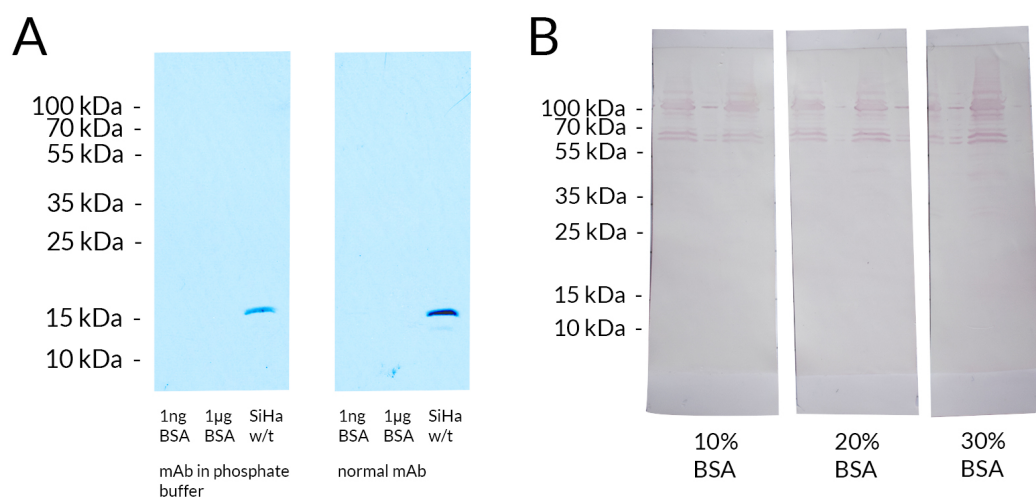 A
100 kDa -
70 kDa -
55 kDa -
35 kDa -
25 kDa -
15 kDa -
10 kDa -
1ng BSA
1µg BSA
SiHa w/t
mAb in phosphate
buffer
1ng BSA
1µg BSA
SiHa w/t
normal mAb
B
100 kDa -
70 kDa -
55 kDa -
35 kDa -
25 kDa -
15 kDa -
10 kDa -
10%
BSA
20%
BSA
30%
BSA